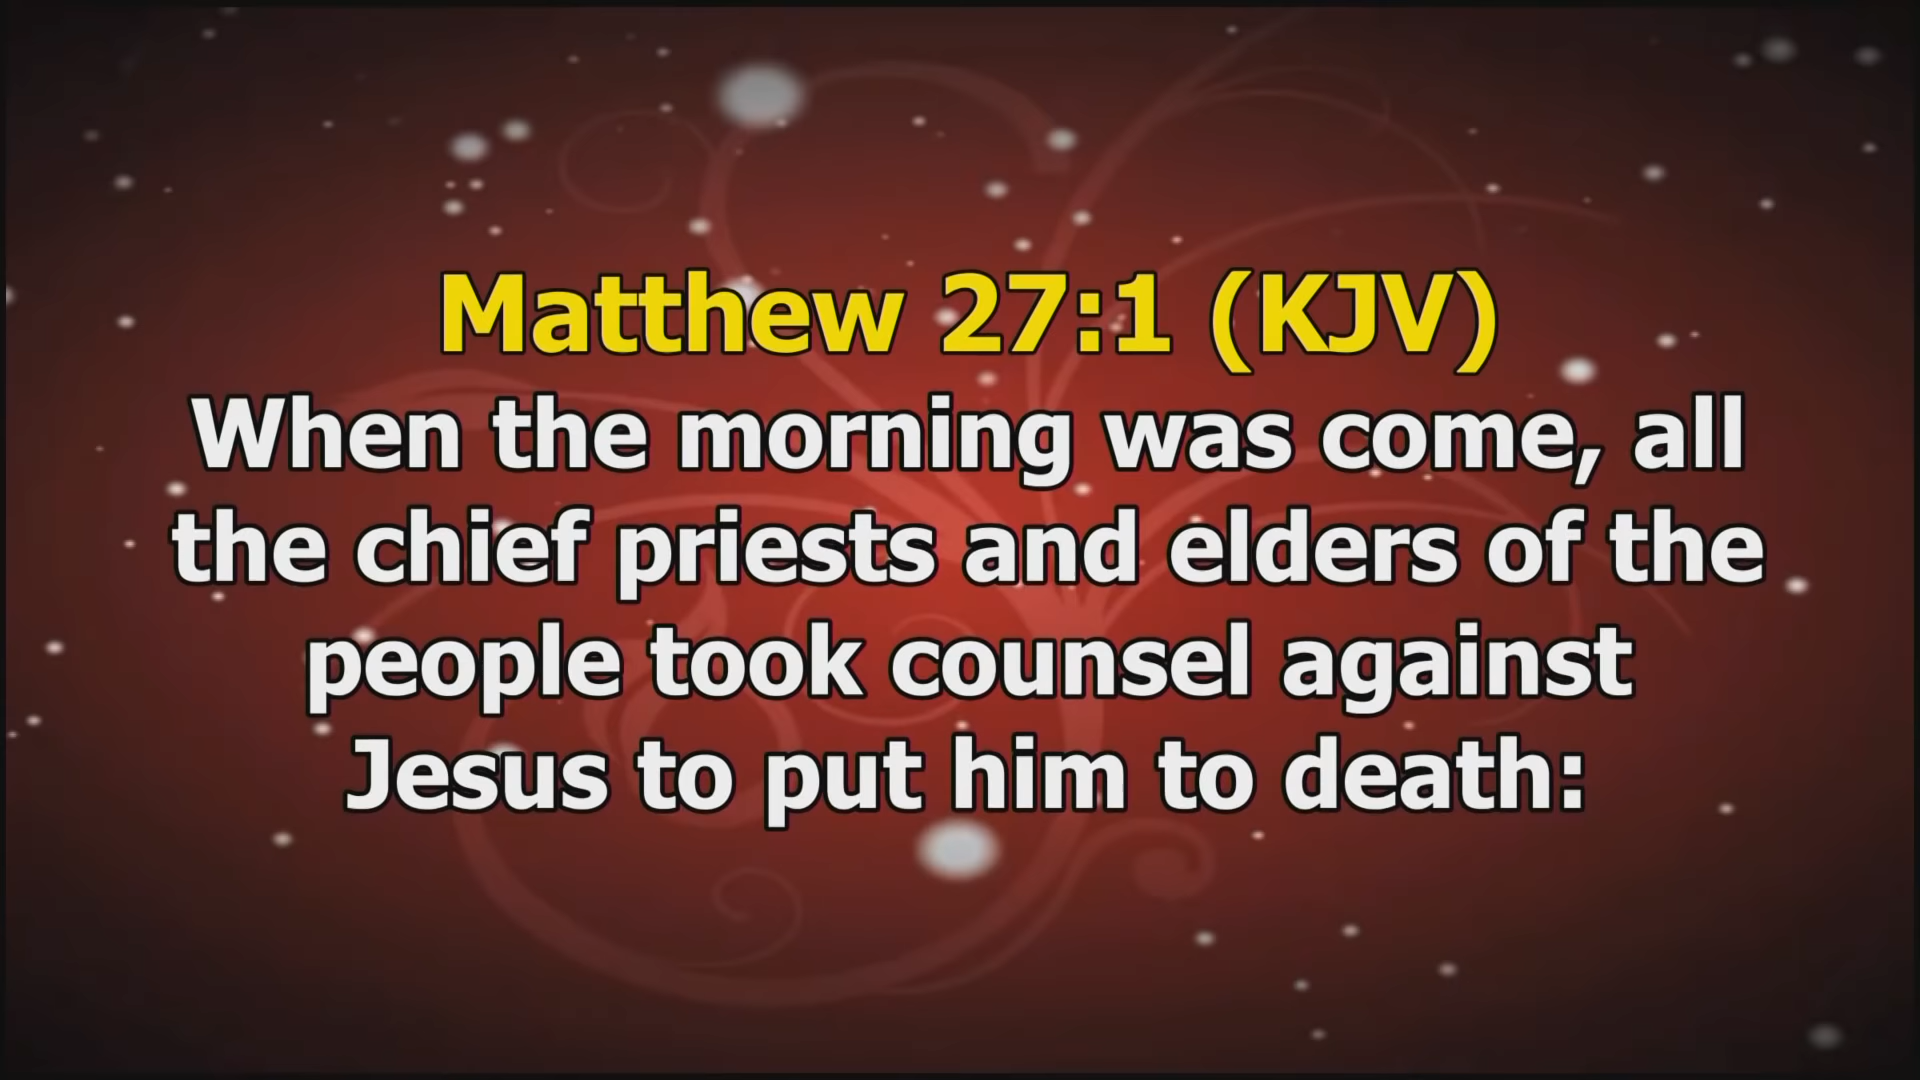 Matthew 27:1 (KJV)
When the morning was come, all
the chief priests and elders of the
people took counsel against
Jesus to put him to death: